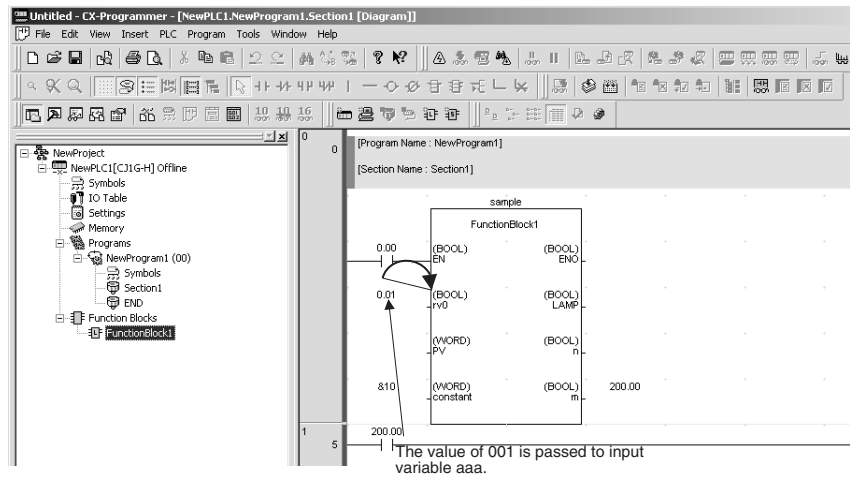 Untitled - CX-Programmer - [NewPLC1.NewProgram1.Section1 [Diagram]]
File Edit View Insert PLC Program Tools Window Help
10 10 16
NewProject
NewPLC1[CJ1G-H] Offline
Symbols
IO Table
Settings
Memory
Programs
NewProgram1 (00)
Symbols
Section1
END
Function Blocks
FunctionBlock1
0
0
[Program Name : NewProgram1]
[Section Name : Section1]
sample
FunctionBlock1
0.00 (BOOL) (BOOL)
EN ENO
0.01 (BOOL) (BOOL)
rv0 LAMP
(WORD) (BOOL)
PV n
&10 (WORD) (BOOL) 200.00
constant m
1
5
200.00
The value of 001 is passed to input
variable aaa.